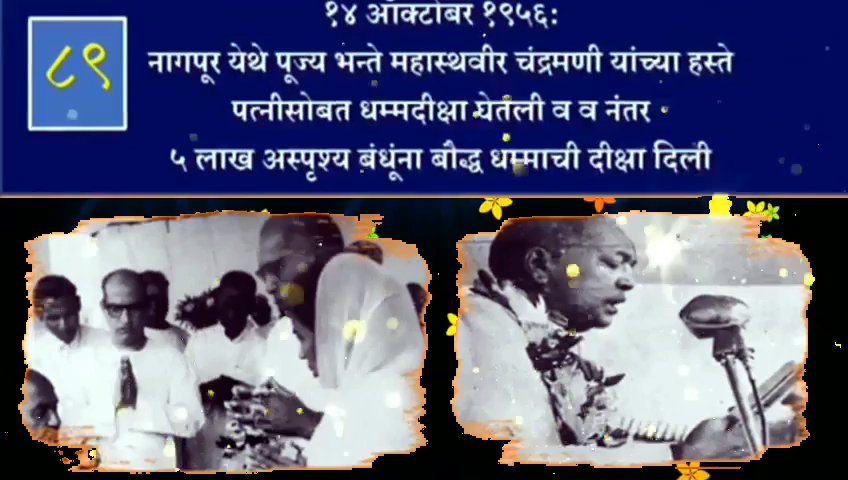 १४ ऑक्टोबर १९५६:
८९
नागपूर येथे पूज्य भन्ते महास्थवीर चंद्रमणी यांच्या हस्ते
पत्नीसोबत धम्मदीक्षा घेतली व व नंतर
५ लाख अस्पृश्य बंधूंना बौद्ध धम्माची दीक्षा दिली